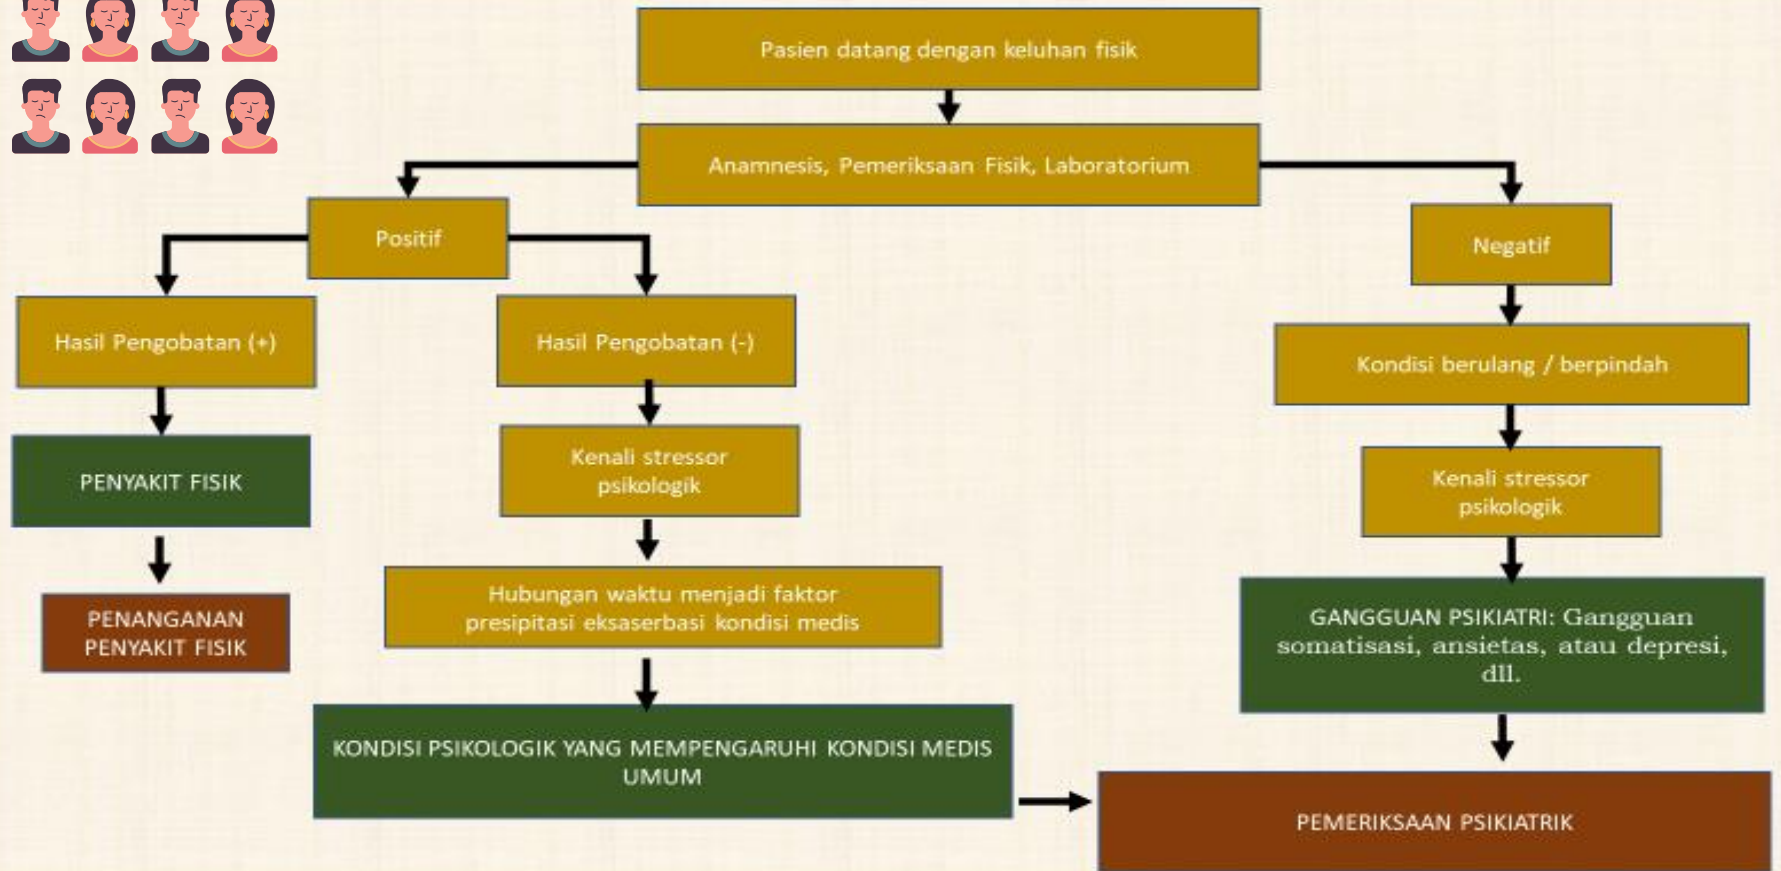 Pasien datang dengan keluhan fisik
Anamnesis, Pemeriksaan Fisik, Laboratorium
Positif
Negatif
Hasil Pengobatan (+)
Hasil Pengobatan (-)
Kondisi berulang / berpindah
PENYAKIT FISIK
Kenali stressor
psikologik
Kenali stressor
psikologik
PENANGANAN
PENYAKIT FISIK
Hubungan waktu menjadi faktor
presipitasi eksaserbasi kondisi medis
GANGGUAN PSIKIATRI: Gangguan
somatisasi, ansietas, atau depresi,
dll.
KONDISI PSIKOLOGIK YANG MEMPENGARUHI KONDISI MEDIS
UMUM
PEMERIKSAAN PSIKIATRIK